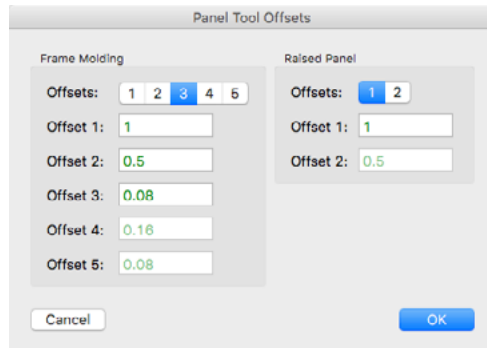 Panel Tool Offsets
Frame Molding
Offsets: 1 2 3 4 5
Offset 1: 1
Offset 2: 0.5
Offset 3: 0.08
Offset 4: 0.16
Offset 5: 0.08
Raised Panel
Offsets: 1 2
Offset 1: 1
Offset 2: 0.5
Cancel
OK